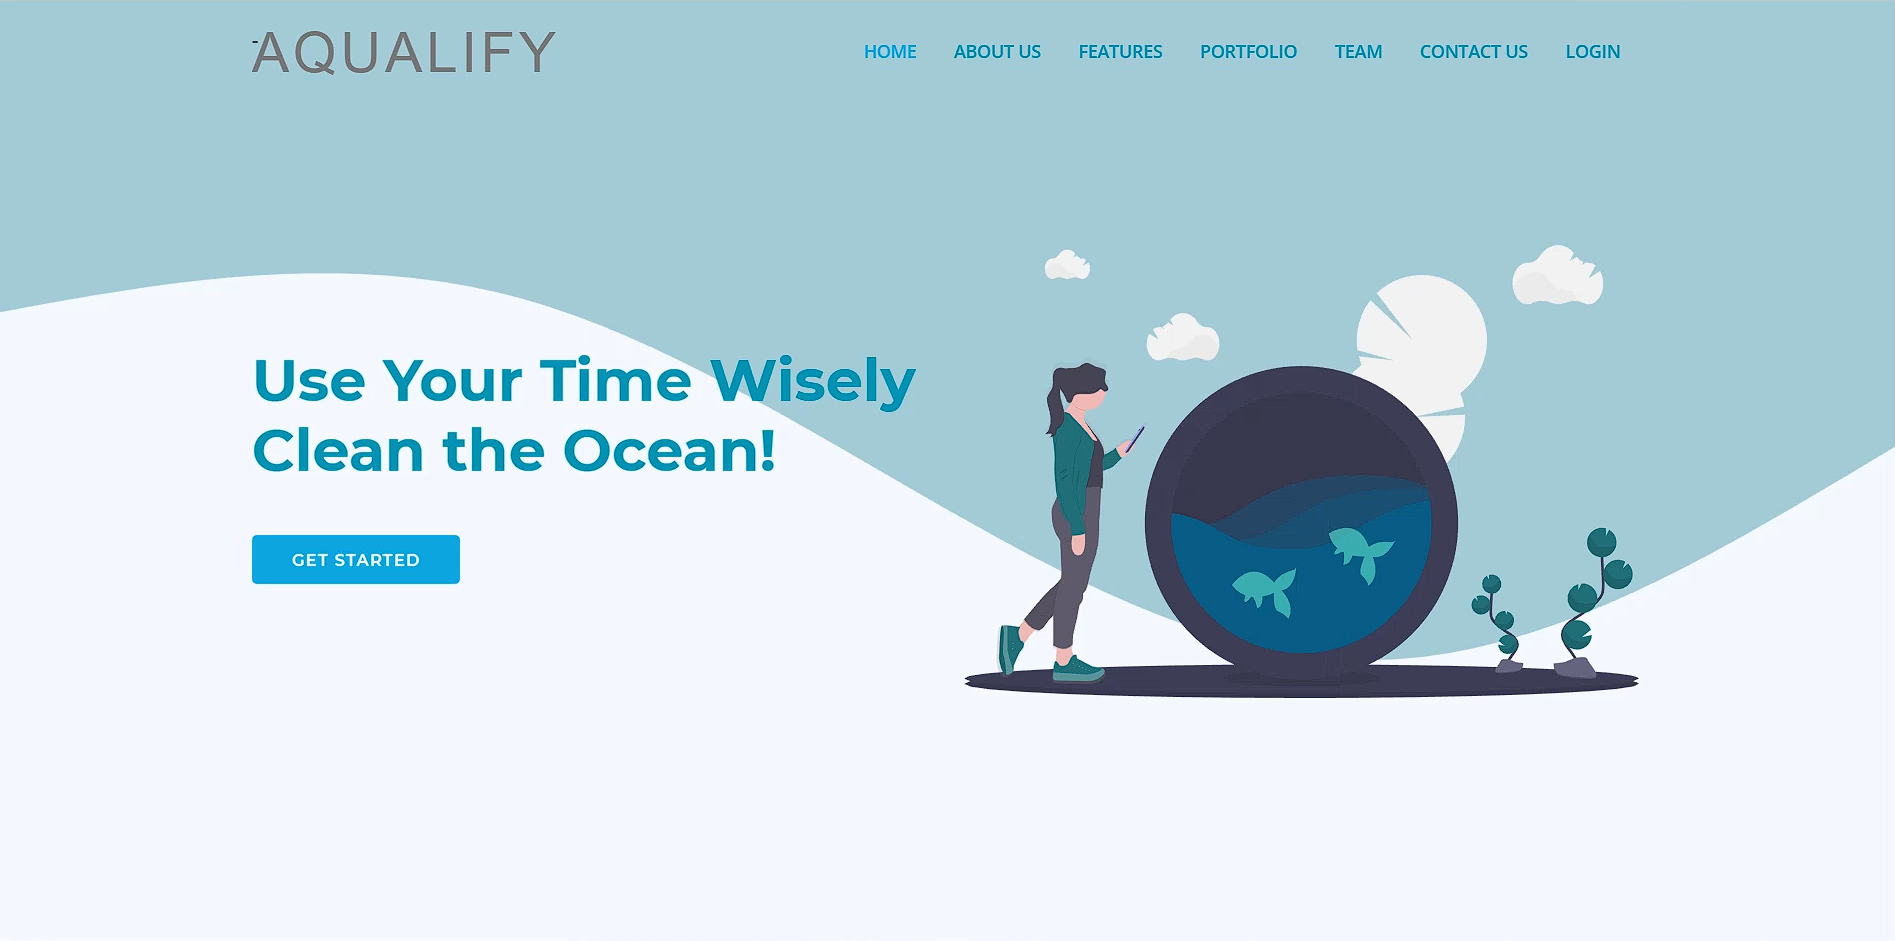 -AQUALIFY
HOME ABOUT US FEATURES PORTFOLIO TEAM CONTACT US LOGIN
Use Your Time Wisely
Clean the Ocean!
GET STARTED